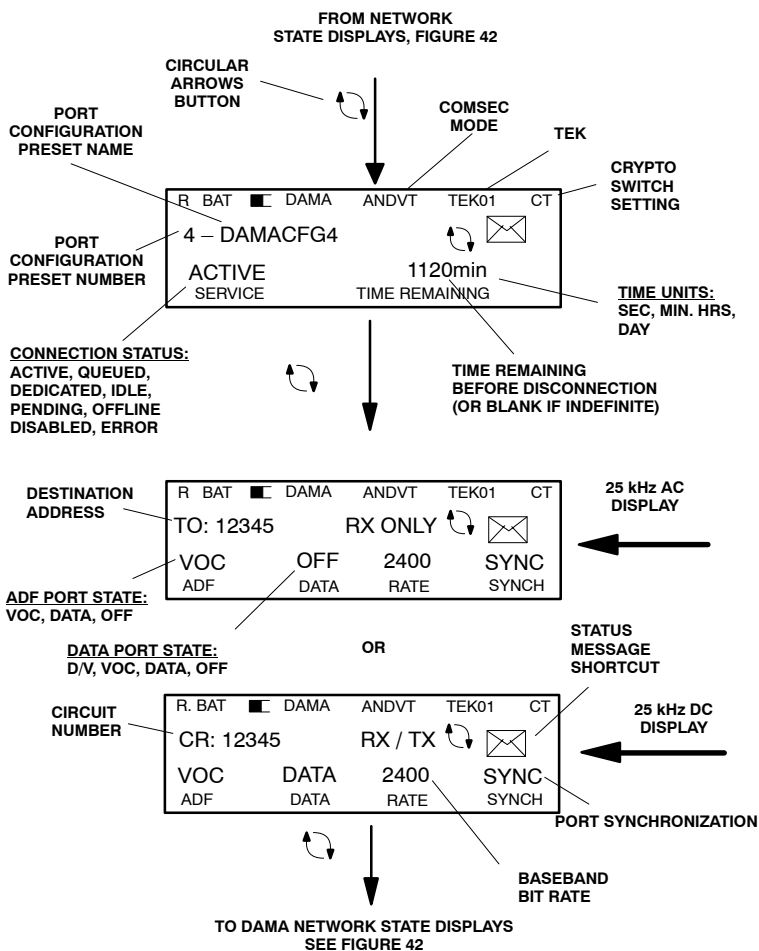 FROM NETWORK
STATE DISPLAYS, FIGURE 42
CIRCULAR
ARROWS
BUTTON
PORT
CONFIGURATION
PRESET NAME
COMSEC
MODE
TEK
CRYPTO
SWITCH
SETTING
R BAT DAMA ANDVT TEK01 CT
4 – DAMACFG4
PORT
CONFIGURATION
PRESET NUMBER
ACTIVE 1120min
SERVICE TIME REMAINING
TIME UNITS:
SEC, MIN. HRS,
DAY
CONNECTION STATUS:
ACTIVE, QUEUED,
DEDICATED, IDLE,
PENDING, OFFLINE
DISABLED, ERROR
TIME REMAINING
BEFORE DISCONNECTION
(OR BLANK IF INDEFINITE)
DESTINATION
ADDRESS
R BAT DAMA ANDVT TEK01 CT
TO: 12345 RX ONLY
VOC OFF 2400 SYNC
ADF DATA RATE SYNCH
25 kHz AC
DISPLAY
ADF PORT STATE:
VOC, DATA, OFF
DATA PORT STATE:
D/V, VOC, DATA, OFF
OR
STATUS
MESSAGE
SHORTCUT
CIRCUIT
NUMBER
R. BAT DAMA ANDVT TEK01 CT
CR: 12345 RX / TX
VOC DATA 2400 SYNC
ADF DATA RATE SYNCH
25 kHz DC
DISPLAY
PORT SYNCHRONIZATION
BASEBAND
BIT RATE
TO DAMA NETWORK STATE DISPLAYS
SEE FIGURE 42